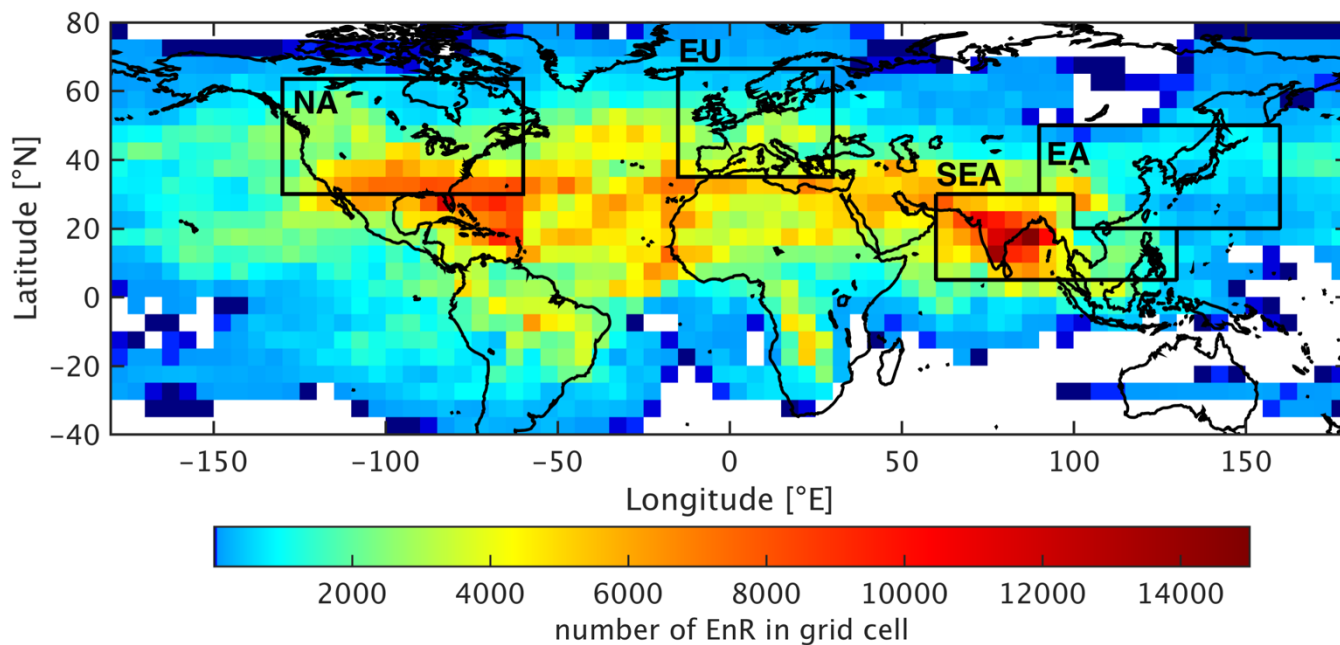 80
60
40
20
0
−20
−40
Latitude [°N]
NA
EU
SEA
EA
−150 −100 −50 0 50 100 150
Longitude [°E]
2000 4000 6000 8000 10000 12000 14000
number of EnR in grid cell